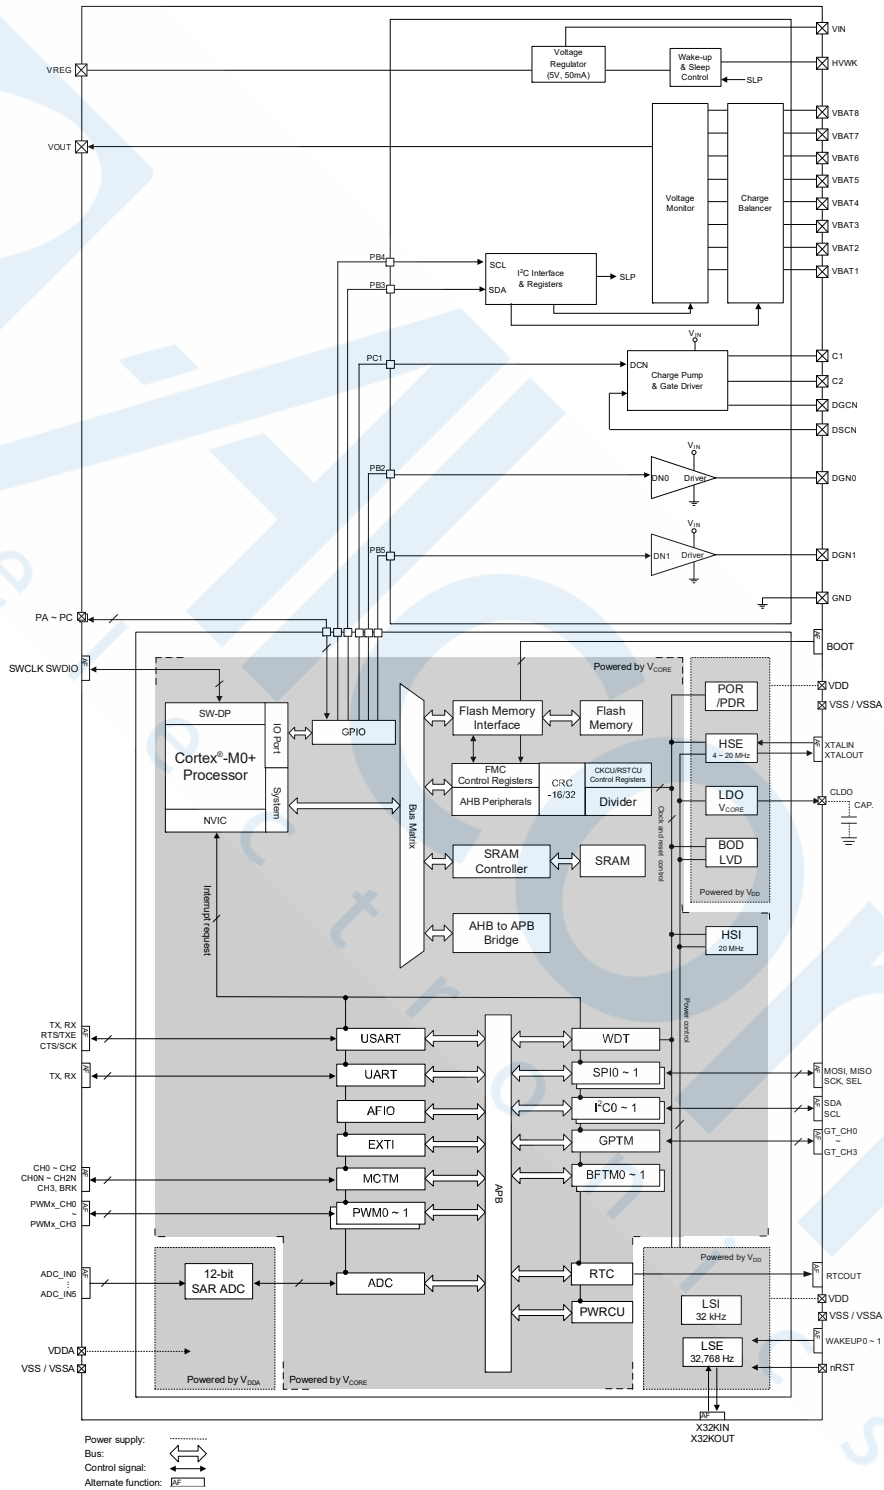 VIN
Voltage
Regulator
(5V, 50mA)
Wake-up
& Sleep
Control
HVWK
VREG
SLP
VBAT8
VBAT7
VOUT
VBAT6
VBAT5
Voltage
Monitor
Charge
Balancer
VBAT4
VBAT3
VBAT2
VBAT1
PB4
SCL
I²C Interface
& Registers
SLP
PB3
SDA
VIN
C1
PC1
DCN
Charge Pump
& Gate Driver
C2
DGCN
DSCN
VIN
PB2
DN0
Driver
DGN0
VIN
PB5
DN1
Driver
DGN1
GND
PA ~ PC
AF
BOOT
SWCLK SWDIO
AF
Powered by VCORE
POR
/PDR
VDD
VSS / VSSA
SW-DP
IO Port
GPIO
Flash Memory
Interface
Flash
Memory
Cortex®-M0+
Processor
HSE
4 ~ 20 MHz
AF
XTALIN
XTALOUT
FMC
Control Registers
AHB Peripherals
CRC
-16/32
CKCU/RSTCU
Control Registers
Divider
System
Bus Matrix
LDO
VCORE
CLDO
CAP.
NVIC
Clock and reset control
SRAM
Controller
SRAM
BOD
LVD
Powered by VDD
Interrupt request
AHB to APB
Bridge
HSI
20 MHz
Power control
TX, RX
RTS/TXE
CTS/SCK
AF
USART
WDT
TX, RX
AF
UART
SPI0 ~ 1
AF
MOSI, MISO
SCK, SEL
AFIO
I²C0 ~ 1
AF
SDA
SCL
EXTI
GPTM
AF
GT_CH0
~
GT_CH3
CH0 ~ CH2
CH0N ~ CH2N
CH3, BRK
AF
MCTM
APB
BFTM0 ~ 1
PWMx_CH0
~
PWMx_CH3
AF
PWM0 ~ 1
Powered by VDD
ADC_IN0
:
ADC_IN5
AF
12-bit
SAR ADC
ADC
RTC
AF
RTCOUT
LSI
32 kHz
VDD
PWRCU
VSS / VSSA
VDDA
LSE
32,768 Hz
AF
WAKEUP0 ~ 1
VSS / VSSA
nRST
Powered by VDDA
Powered by VCORE
AF
X32KIN
X32KOUT
Power supply:
Bus:
Control signal:
Alternate function:
AF